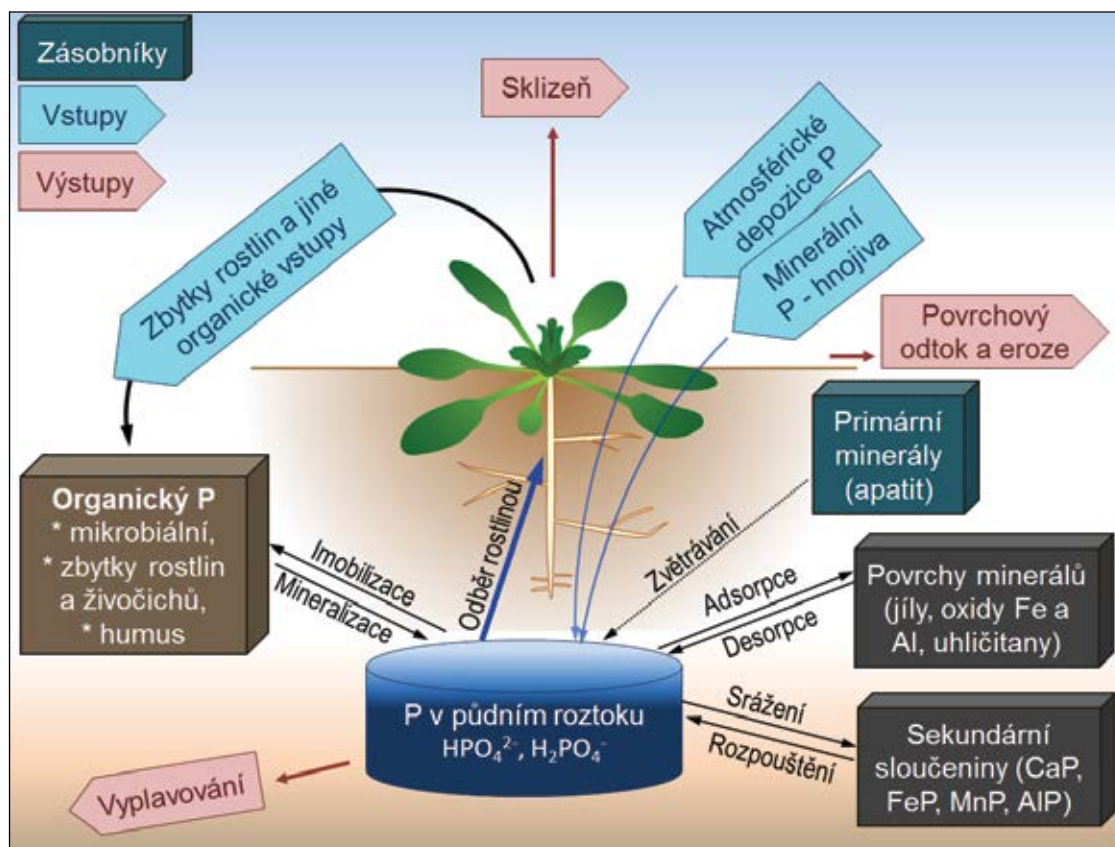 Zásobníky
Vstupy
Výstupy
Sklizeň
Zbytky rostlin a jiné
organické vstupy
Atmosférické
depozice P
Minerální
P - hnojiva
Povrchový
odtok a eroze
Primární
minerály
(apatit)
Organický P
* mikrobiální,
* zbytky rostlin
a živočichů,
* humus
Imobilizace
Mineralizace
Odběr rostlinou
Zvětrávání
Adsorpce
Desorpce
Povrchy minerálů
(jíly, oxidy Fe a
Al, uhličitany)
P v půdním roztoku
HPO₄²⁻, H₂PO₄⁻
Srážení
Rozpouštění
Sekundární
sloučeniny (CaP,
FeP, MnP, AlP)
Vyplavování